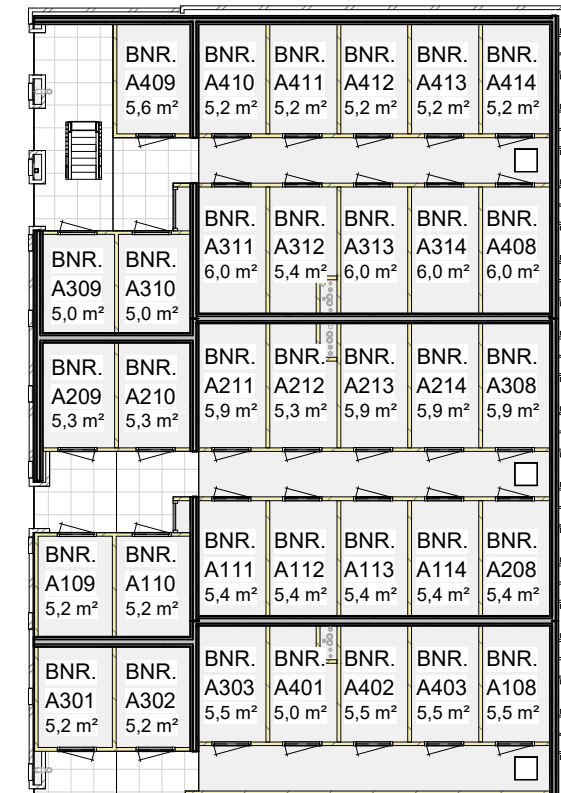 BNR.
A409
5,6 m²
BNR.
A410
5,2 m²
BNR.
A411
5,2 m²
BNR.
A412
5,2 m²
BNR.
A413
5,2 m²
BNR.
A414
5,2 m²
BNR.
A311
6,0 m²
BNR.
A312
5,4 m²
BNR.
A313
6,0 m²
BNR.
A314
6,0 m²
BNR.
A408
6,0 m²
BNR.
A309
5,0 m²
BNR.
A310
5,0 m²
BNR.
A209
5,3 m²
BNR.
A210
5,3 m²
BNR.
A211
5,9 m²
BNR.
A212
5,3 m²
BNR.
A213
5,9 m²
BNR.
A214
5,9 m²
BNR.
A308
5,9 m²
BNR.
A109
5,2 m²
BNR.
A110
5,2 m²
BNR.
A111
5,4 m²
BNR.
A112
5,4 m²
BNR.
A113
5,4 m²
BNR.
A114
5,4 m²
BNR.
A208
5,4 m²
BNR.
A301
5,2 m²
BNR.
A302
5,2 m²
BNR.
A303
5,5 m²
BNR.
A401
5,0 m²
BNR.
A402
5,5 m²
BNR.
A403
5,5 m²
BNR.
A108
5,5 m²